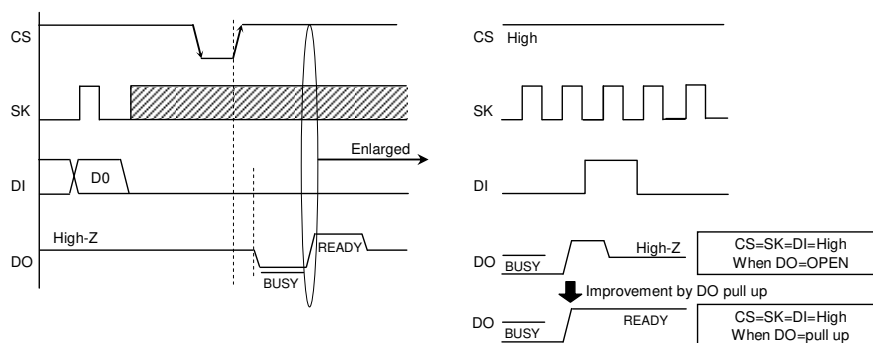 CS
SK
Enlarged
DI
D0
High-Z
READY
DO
BUSY
CS
High
SK
DI
High-Z
DO
BUSY
CS=SK=DI=High
When DO=OPEN
Improvement by DO pull up
DO
BUSY
READY
CS=SK=DI=High
When DO=pull up